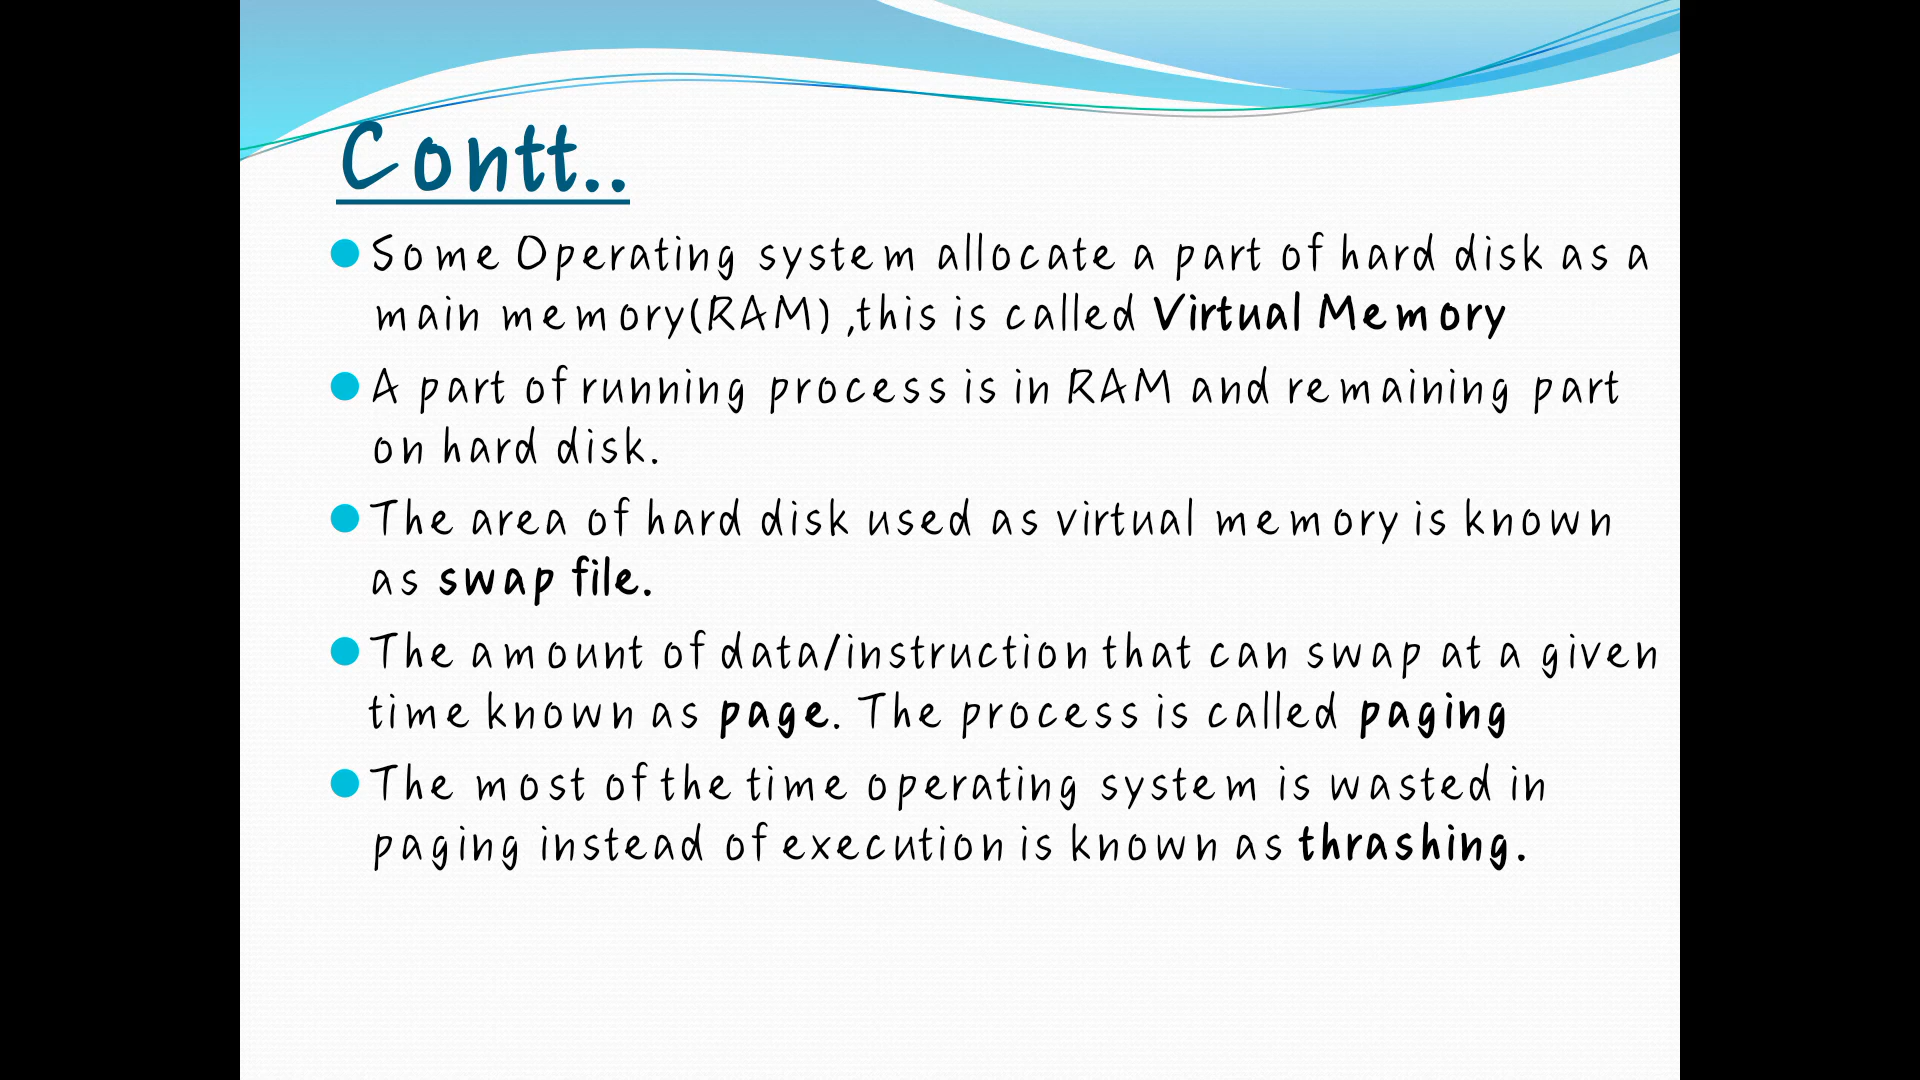 Contt..
Some Operating system allocate a part of hard disk as a
main memory(RAM) ,this is called Virtual Memory
A part of running process is in RAM and remaining part
on hard disk.
The area of hard disk used as virtual memory is known
as swap file.
The amount of data/instruction that can swap at a given
time known as page. The process is called paging
The most of the time operating system is wasted in
paging instead of execution is known as thrashing.